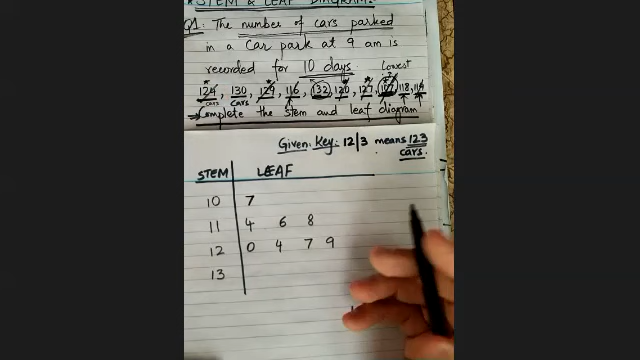 * STEM & LEAF DIAGRAM:
Q1: The number of cars parked
in a car park at 9 am is
recorded for 10 days. Lowest
124, 130, 129, 116, 132, 120, 127, 107, 118, 114
cars cars
Complete the stem and leaf diagram
Given: Key: 12|3 means 123
cars.
STEM LEAF
10 7
11 4 6 8
12 0 4 7 9
13